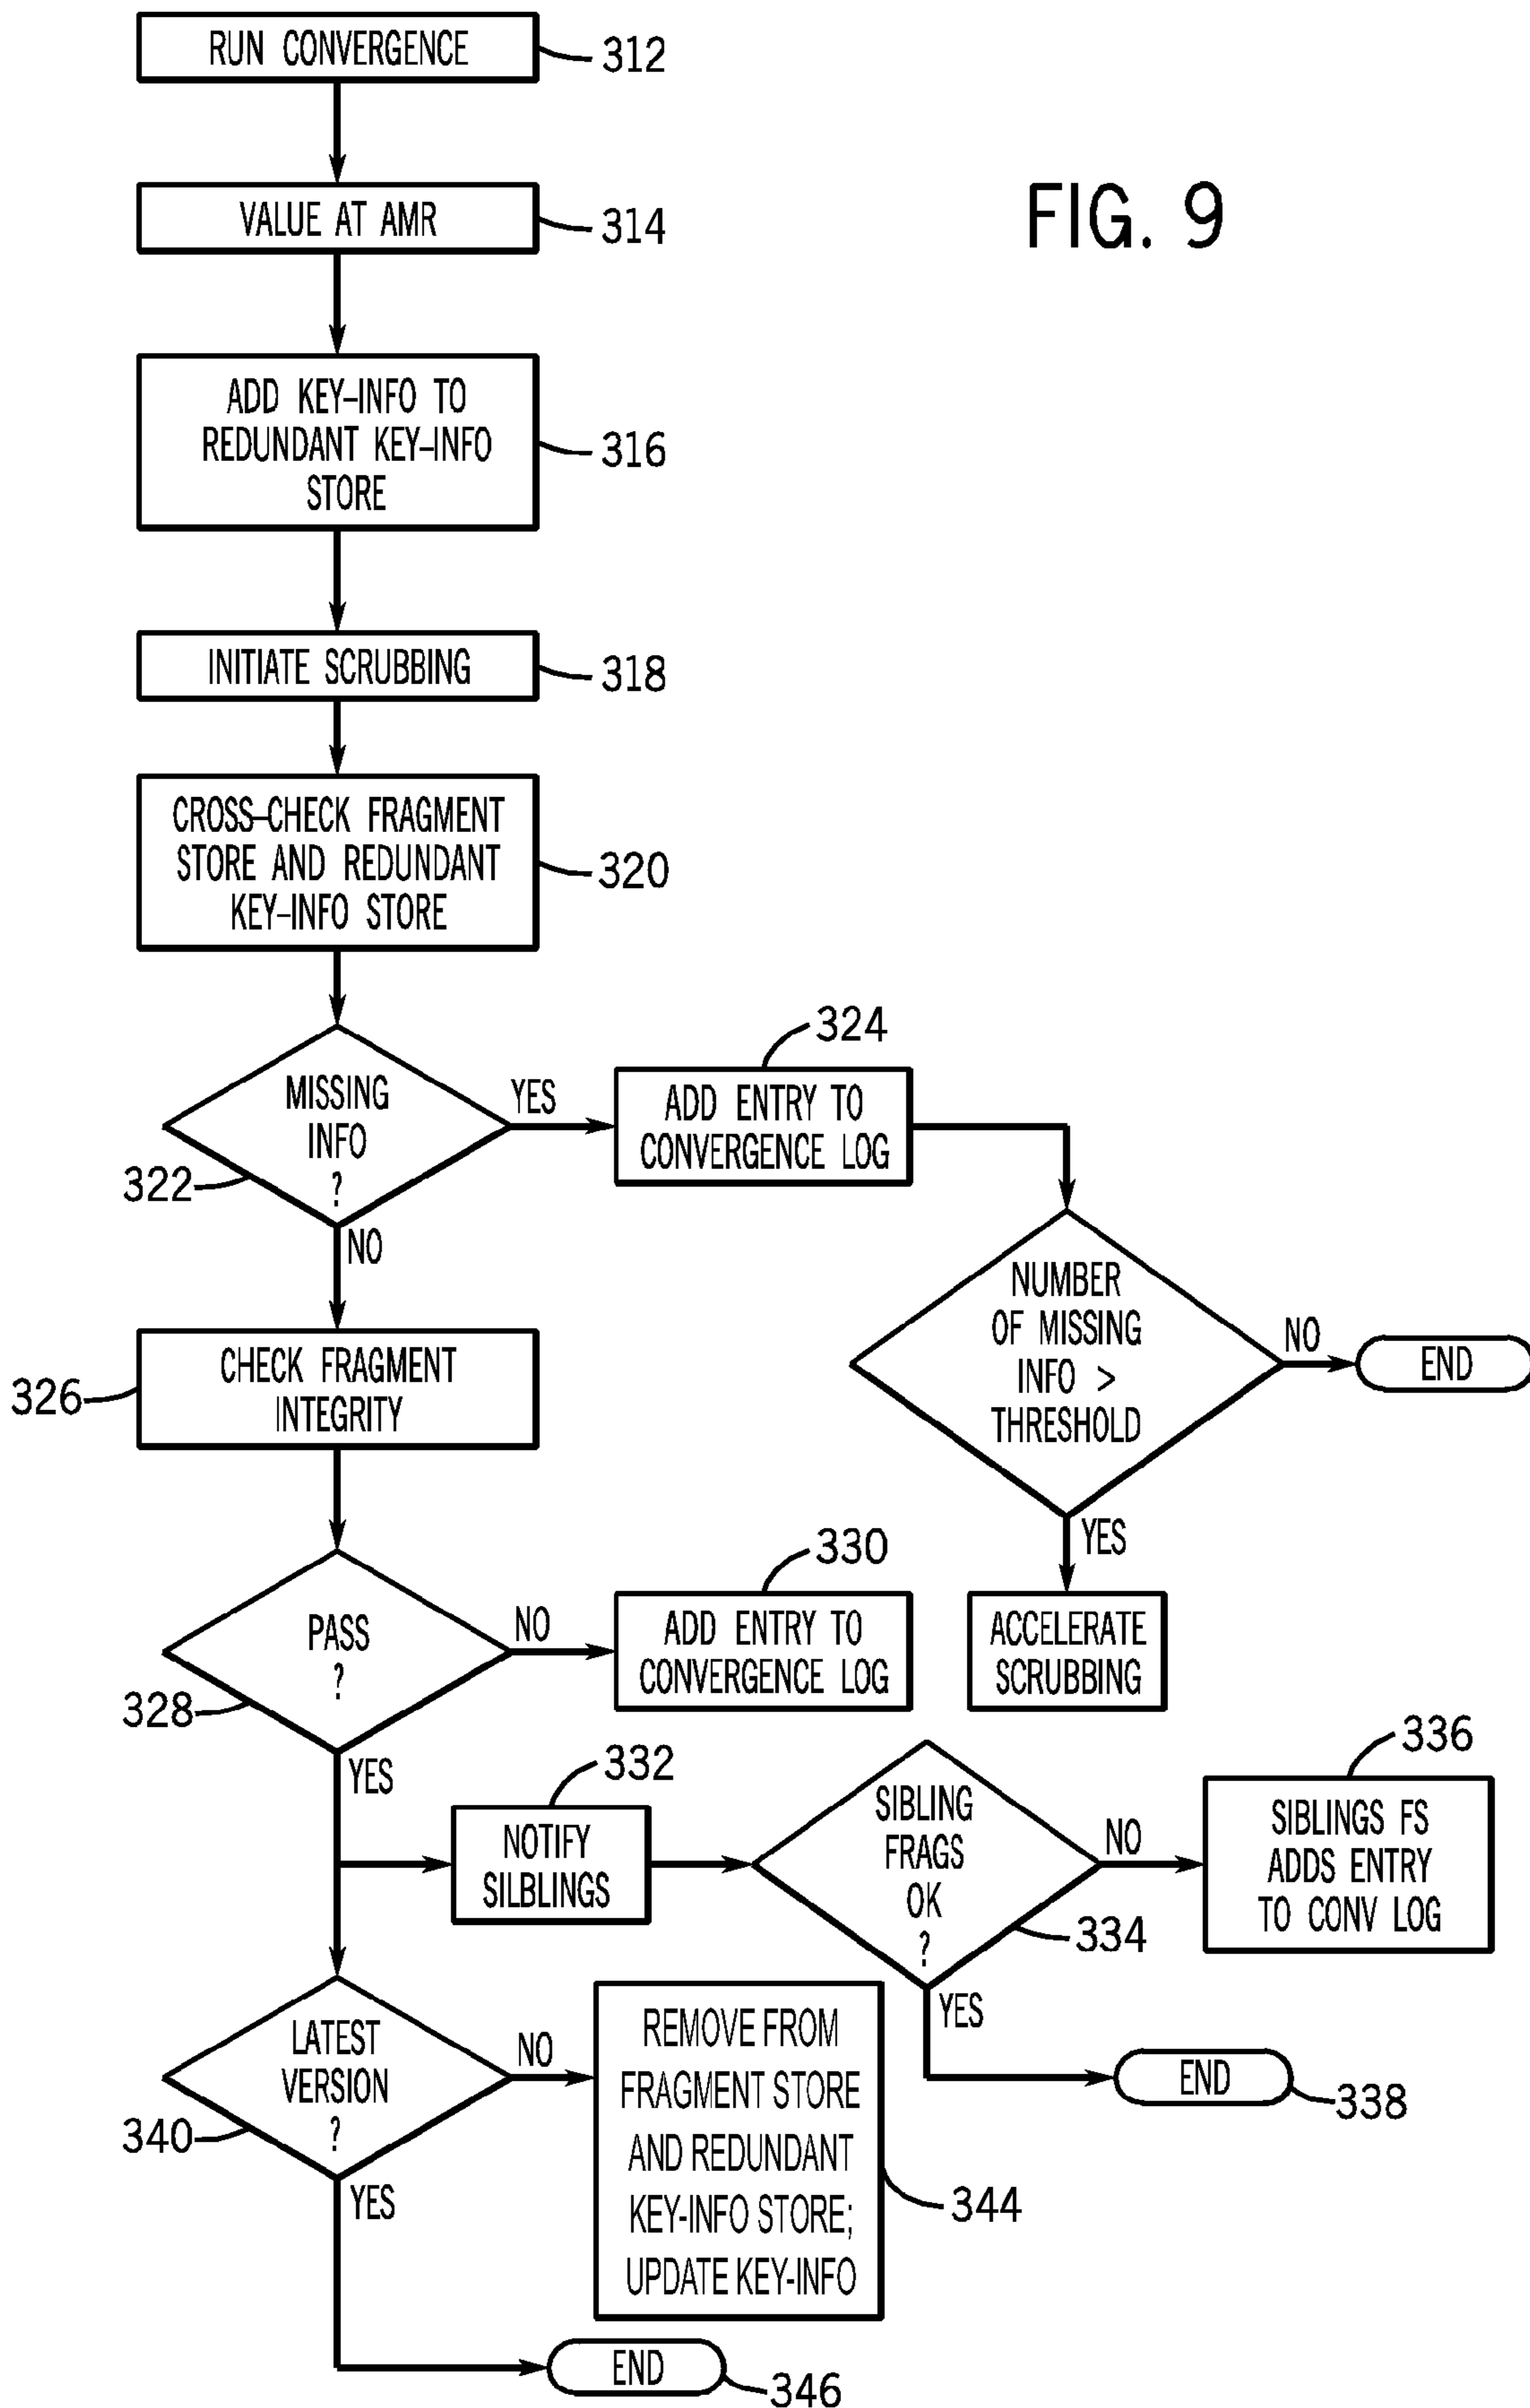 RUN CONVERGENCE
312
VALUE AT AMR
314
FIG. 9
ADD KEY–INFO TO
REDUNDANT KEY–INFO
STORE
316
INITIATE SCRUBBING
318
CROSS–CHECK FRAGMENT
STORE AND REDUNDANT
KEY–INFO STORE
320
MISSING
INFO
?
322
YES
NO
324
ADD ENTRY TO
CONVERGENCE LOG
NUMBER
OF MISSING
INFO >
THRESHOLD
NO
END
YES
ACCELERATE
SCRUBBING
CHECK FRAGMENT
INTEGRITY
326
PASS
?
328
NO
330
ADD ENTRY TO
CONVERGENCE LOG
YES
332
NOTIFY
SILBLINGS
SIBLING
FRAGS
OK
?
334
NO
336
SIBLINGS FS
ADDS ENTRY
TO CONV LOG
YES
END
338
LATEST
VERSION
?
340
NO
REMOVE FROM
FRAGMENT STORE
AND REDUNDANT
KEY-INFO STORE;
UPDATE KEY-INFO
344
YES
END
346